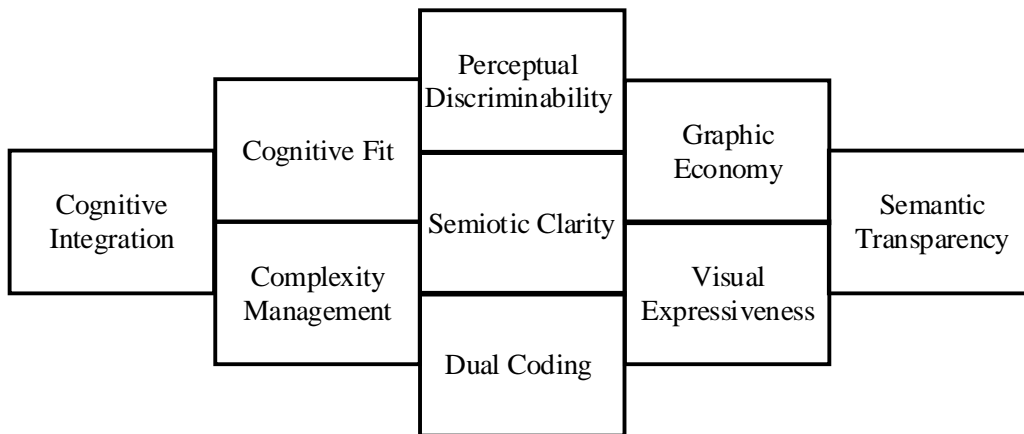 Perceptual
Discriminability
Cognitive Fit
Graphic
Economy
Cognitive
Integration
Semiotic Clarity
Semantic
Transparency
Complexity
Management
Visual
Expressiveness
Dual Coding